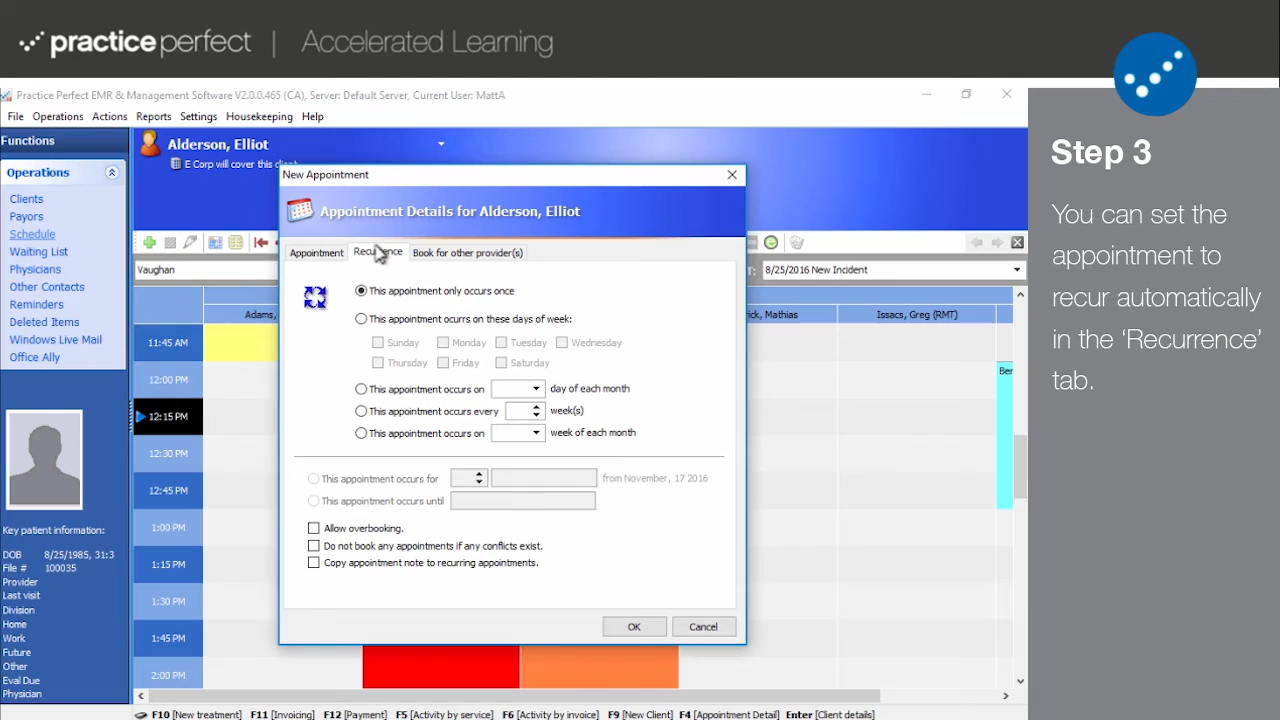 practiceperfect | Accelerated Learning
Practice Perfect EMR & Management Software V2.0.0.465 (CA), Server: Default Server, Current User: MattA
File Operations Actions Reports Settings Housekeeping Help
Functions
Operations
Clients
Payors
Schedule
Waiting List
Physicians
Other Contacts
Reminders
Deleted Items
Windows Live Mail
Office Ally
Key patient information:
DOB 8/25/1985, 31:3
File # 100035
Provider
Last visit
Division
Home
Work
Future
Other
Eval Due
Physician
Alderson, Elliot
E Corp will cover this client
Vaughan
8/25/2016 New Incident
Adams,
rick, Mathias
Issacs, Greg (RMT)
11:45 AM
12:00 PM
Ber
12:15 PM
12:30 PM
12:45 PM
1:00 PM
1:15 PM
1:30 PM
1:45 PM
2:00 PM
New Appointment
Appointment Details for Alderson, Elliot
Appointment Recurrence Book for other provider(s)
This appointment only occurs once
This appointment ocurrs on these days of week:
Sunday Monday Tuesday Wednesday
Thursday Friday Saturday
This appointment occurs on day of each month
This appointment occurs every week(s)
This appointment occurs on week of each month
This appointment occurs for from November, 17 2016
This appointment occurs until
Allow overbooking.
Do not book any appointments if any conflicts exist.
Copy appointment note to recurring appointments.
OK Cancel
F10 [New treatment] F11 [Invoicing] F12 [Payment] F5 [Activity by service] F6 [Activity by invoice] F9 [New Client] F4 [Appointment Detail] Enter [Client details]
Step 3
You can set the
appointment to
recur automatically
in the ‘Recurrence’
tab.